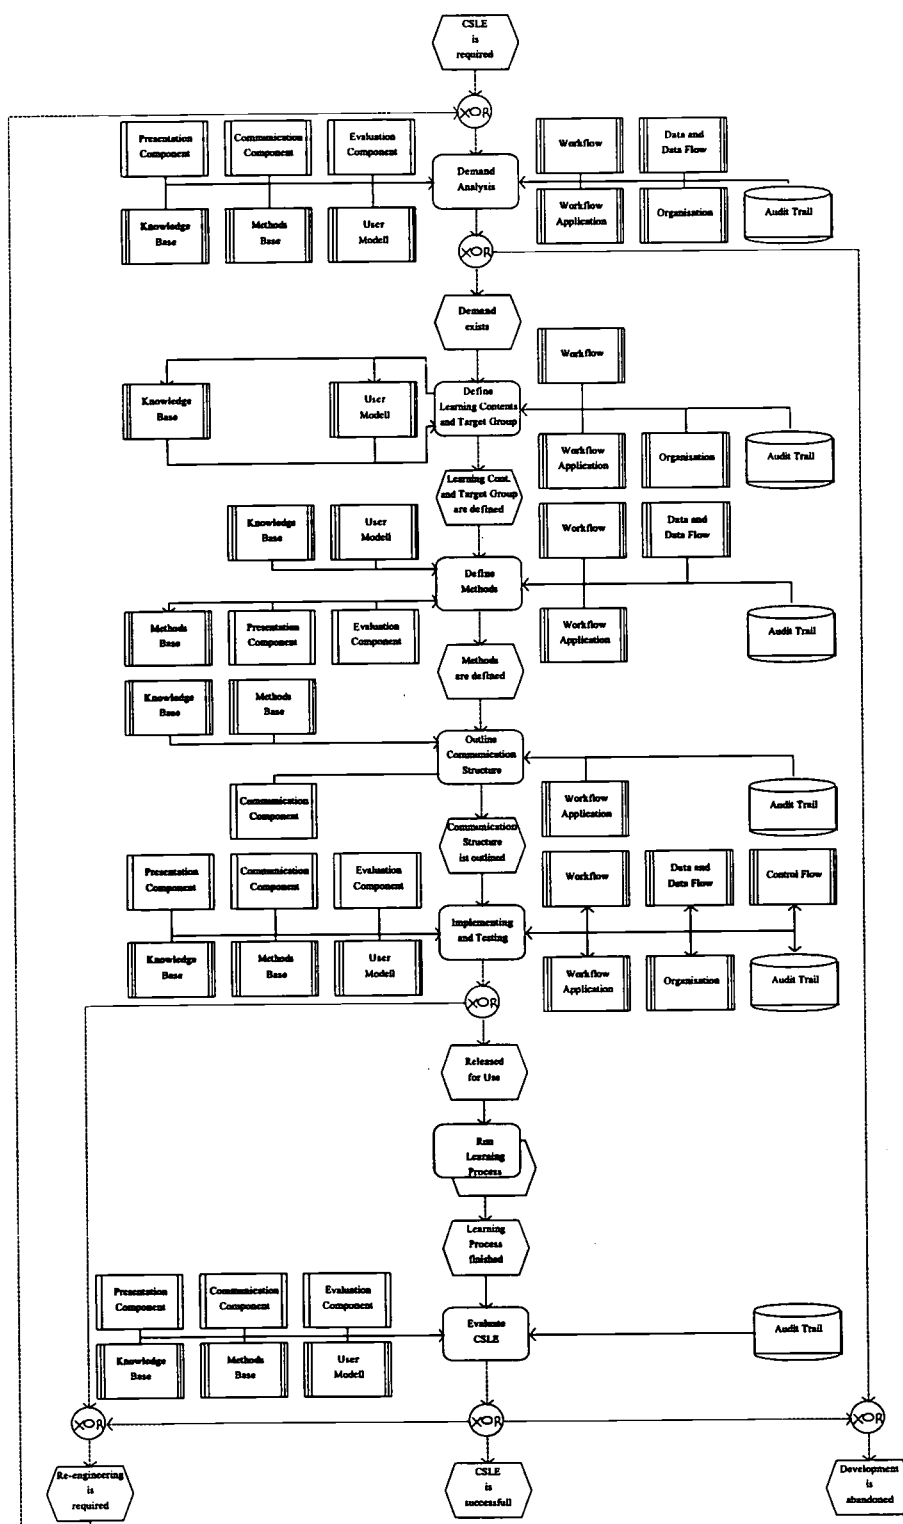 CSLE
is
required
XOR
Presentation
Component
Communication
Component
Evaluation
Component
Workflow
Data and
Data Flow
Demand
Analysis
Knowledge
Base
Methods
Base
User
Modell
Workflow
Application
Organisation
Audit Trail
XOR
Demand
exists
Workflow
Knowledge
Base
User
Modell
Define
Learning Contents
and Target Group
Workflow
Application
Organisation
Audit Trail
Learning Cont.
and Target Group
are defined
Knowledge
Base
User
Modell
Workflow
Data and
Data Flow
Define
Methods
Methods
Base
Presentation
Component
Evaluation
Component
Workflow
Application
Audit Trail
Methods
are defined
Knowledge
Base
Methods
Base
Outline
Communication
Structure
Communication
Component
Workflow
Application
Audit Trail
Communication
Structure
ist outlined
Presentation
Component
Communication
Component
Evaluation
Component
Workflow
Data and
Data Flow
Control Flow
Implementing
and Testing
Knowledge
Base
Methods
Base
User
Modell
Workflow
Application
Organisation
Audit Trail
XOR
Released
for Use
Run
Learning
Process
Learning
Process
finished
Presentation
Component
Communication
Component
Evaluation
Component
Evaluate
CSLE
Audit Trail
Knowledge
Base
Methods
Base
User
Modell
XOR
XOR
XOR
Re-engineering
is
required
CSLE
is
successfull
Development
is
abandoned